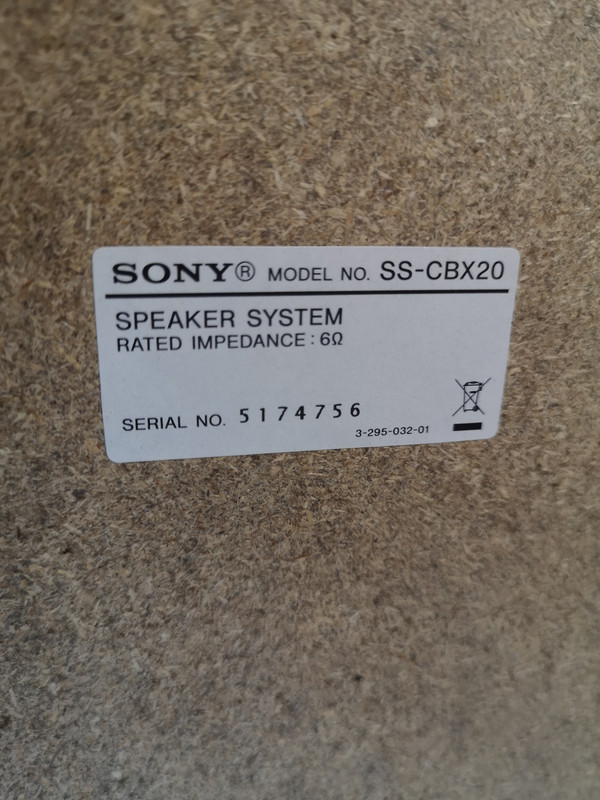 SONY® MODEL NO. SS-CBX20
SPEAKER SYSTEM
RATED IMPEDANCE : 6Ω
SERIAL NO. 5174756
3-295-032-01